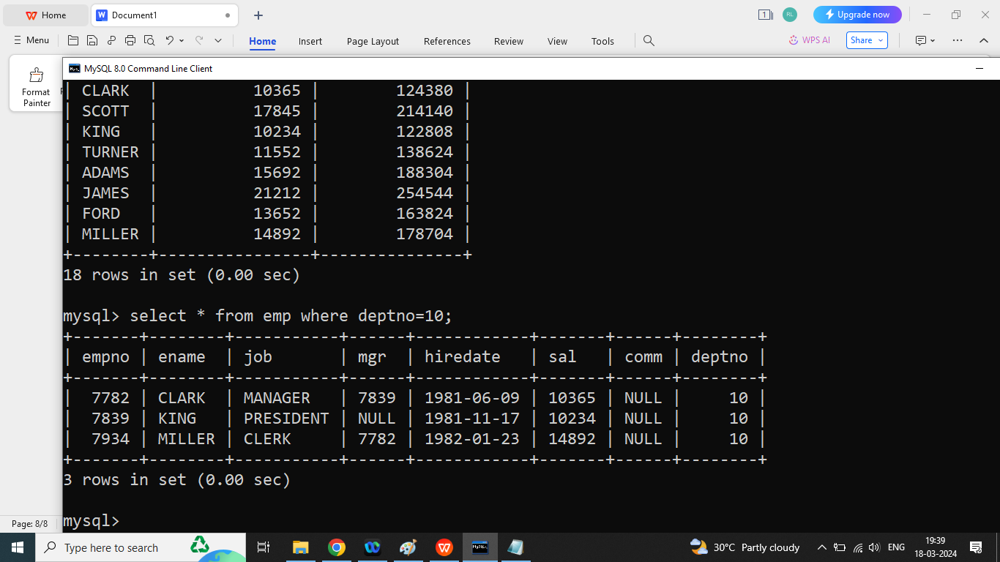 Home
Document1
1
RL
Upgrade now
Menu
Home Insert Page Layout References Review View Tools
WPS AI
Share
Format
Painter
MySQL 8.0 Command Line Client
| CLARK  |          10365 |        124380 |
| SCOTT  |          17845 |        214140 |
| KING   |          10234 |        122808 |
| TURNER |          11552 |        138624 |
| ADAMS  |          15692 |        188304 |
| JAMES  |          21212 |        254544 |
| FORD   |          13652 |        163824 |
| MILLER |          14892 |        178704 |
+--------+----------------+---------------+
18 rows in set (0.00 sec)
mysql> select * from emp where deptno=10;
+-------+--------+-----------+------+------------+-------+------+--------+
| empno | ename  | job       | mgr  | hiredate   | sal   | comm | deptno |
+-------+--------+-----------+------+------------+-------+------+--------+
|  7782 | CLARK  | MANAGER   | 7839 | 1981-06-09 | 10365 | NULL |     10 |
|  7839 | KING   | PRESIDENT | NULL | 1981-11-17 | 10234 | NULL |     10 |
|  7934 | MILLER | CLERK     | 7782 | 1982-01-23 | 14892 | NULL |     10 |
+-------+--------+-----------+------+------------+-------+------+--------+
3 rows in set (0.00 sec)
mysql>
Page: 8/8
Type here to search
30°C Partly cloudy
ENG
19:39
18-03-2024